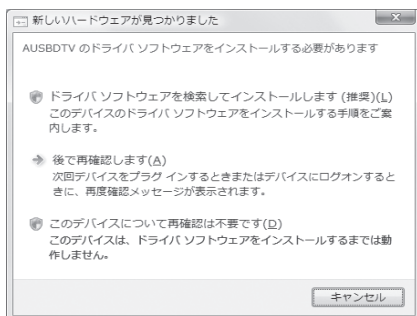 新しいハードウェアが見つかりました
AUSBDTV のドライバ ソフトウェアをインストールする必要があります
ドライバ ソフトウェアを検索してインストールします (推奨)(L)
このデバイスのドライバ ソフトウェアをインストールする手順をご案
内します。
後で再確認します(A)
次回デバイスをプラグ インするときまたはデバイスにログオンすると
きに、再度確認メッセージが表示されます。
このデバイスについて再確認は不要です(D)
このデバイスは、ドライバ ソフトウェアをインストールするまでは動
作しません。
キャンセル